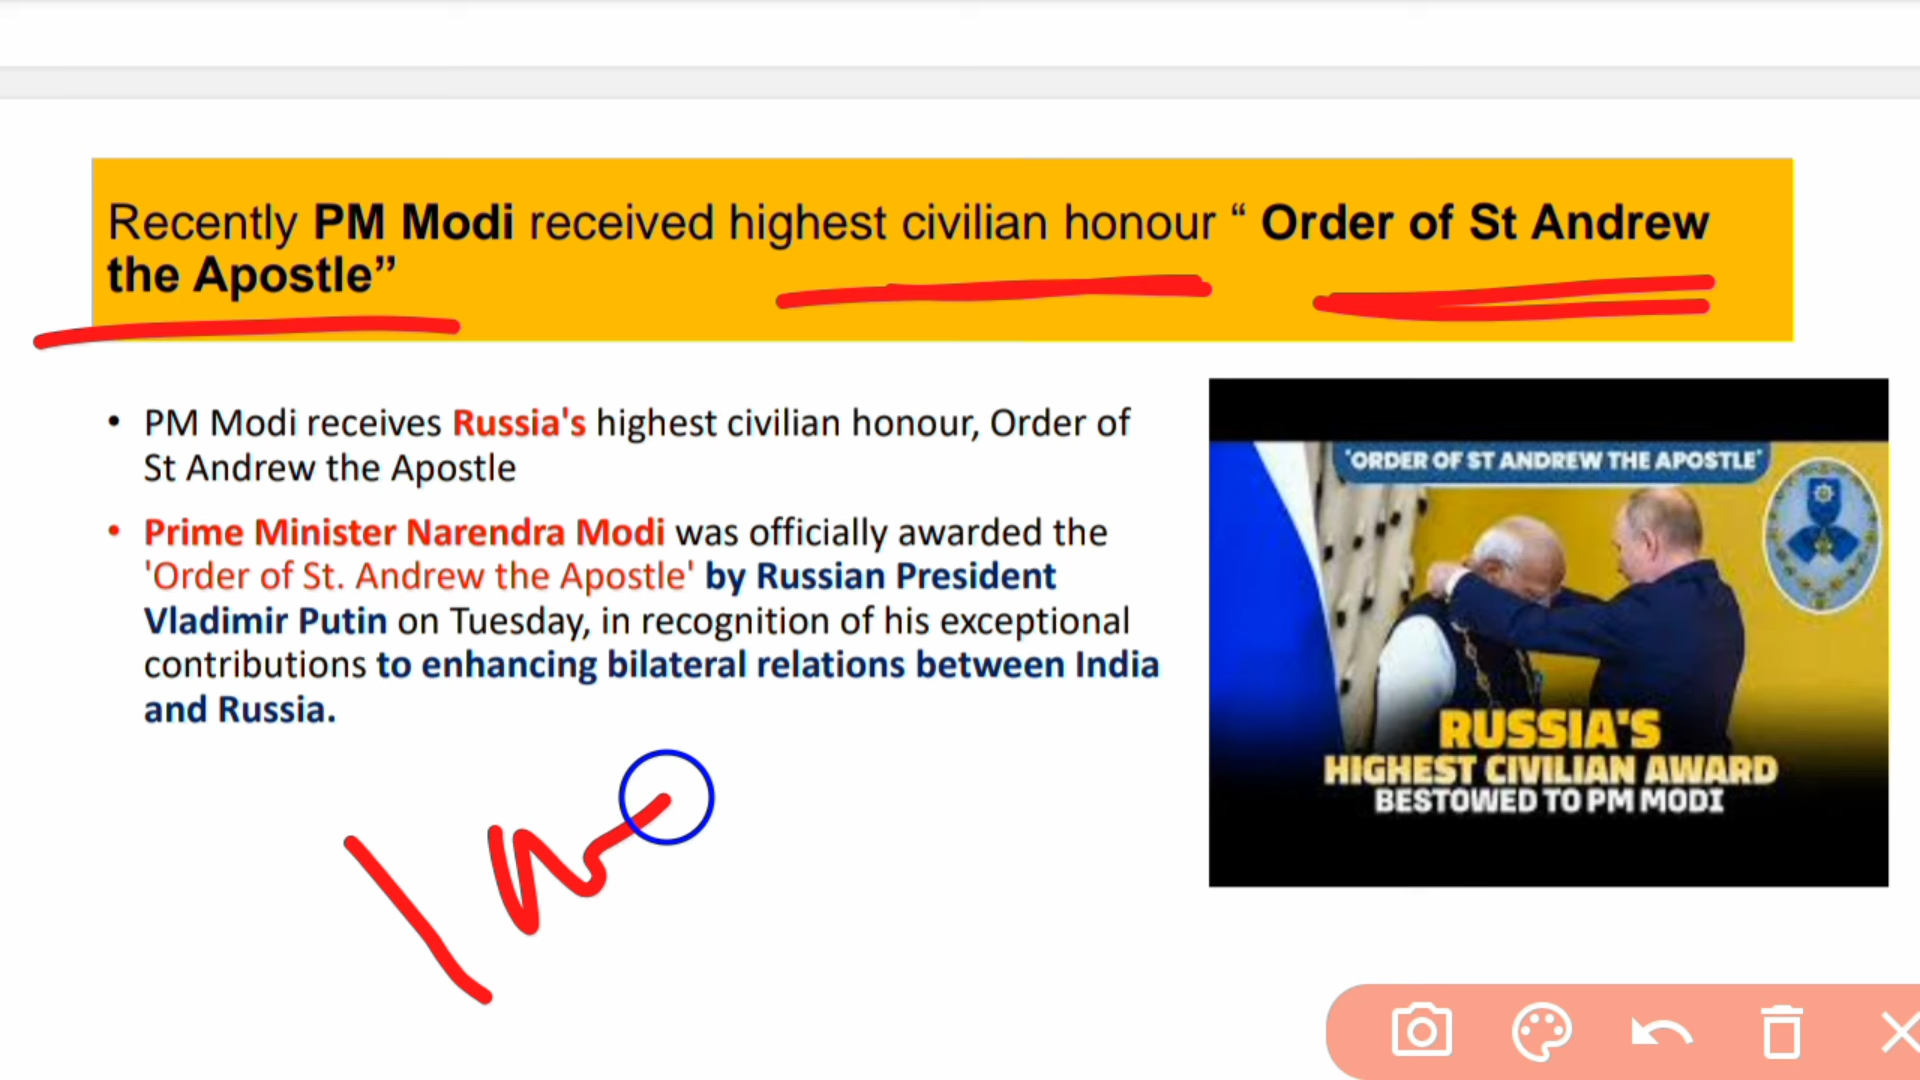 Recently PM Modi received highest civilian honour “ Order of St Andrew
the Apostle”
• PM Modi receives Russia's highest civilian honour, Order of
St Andrew the Apostle
• Prime Minister Narendra Modi was officially awarded the
'Order of St. Andrew the Apostle' by Russian President
Vladimir Putin on Tuesday, in recognition of his exceptional
contributions to enhancing bilateral relations between India
and Russia.
'ORDER OF ST ANDREW THE APOSTLE'
RUSSIA'S
HIGHEST CIVILIAN AWARD
BESTOWED TO PM MODI